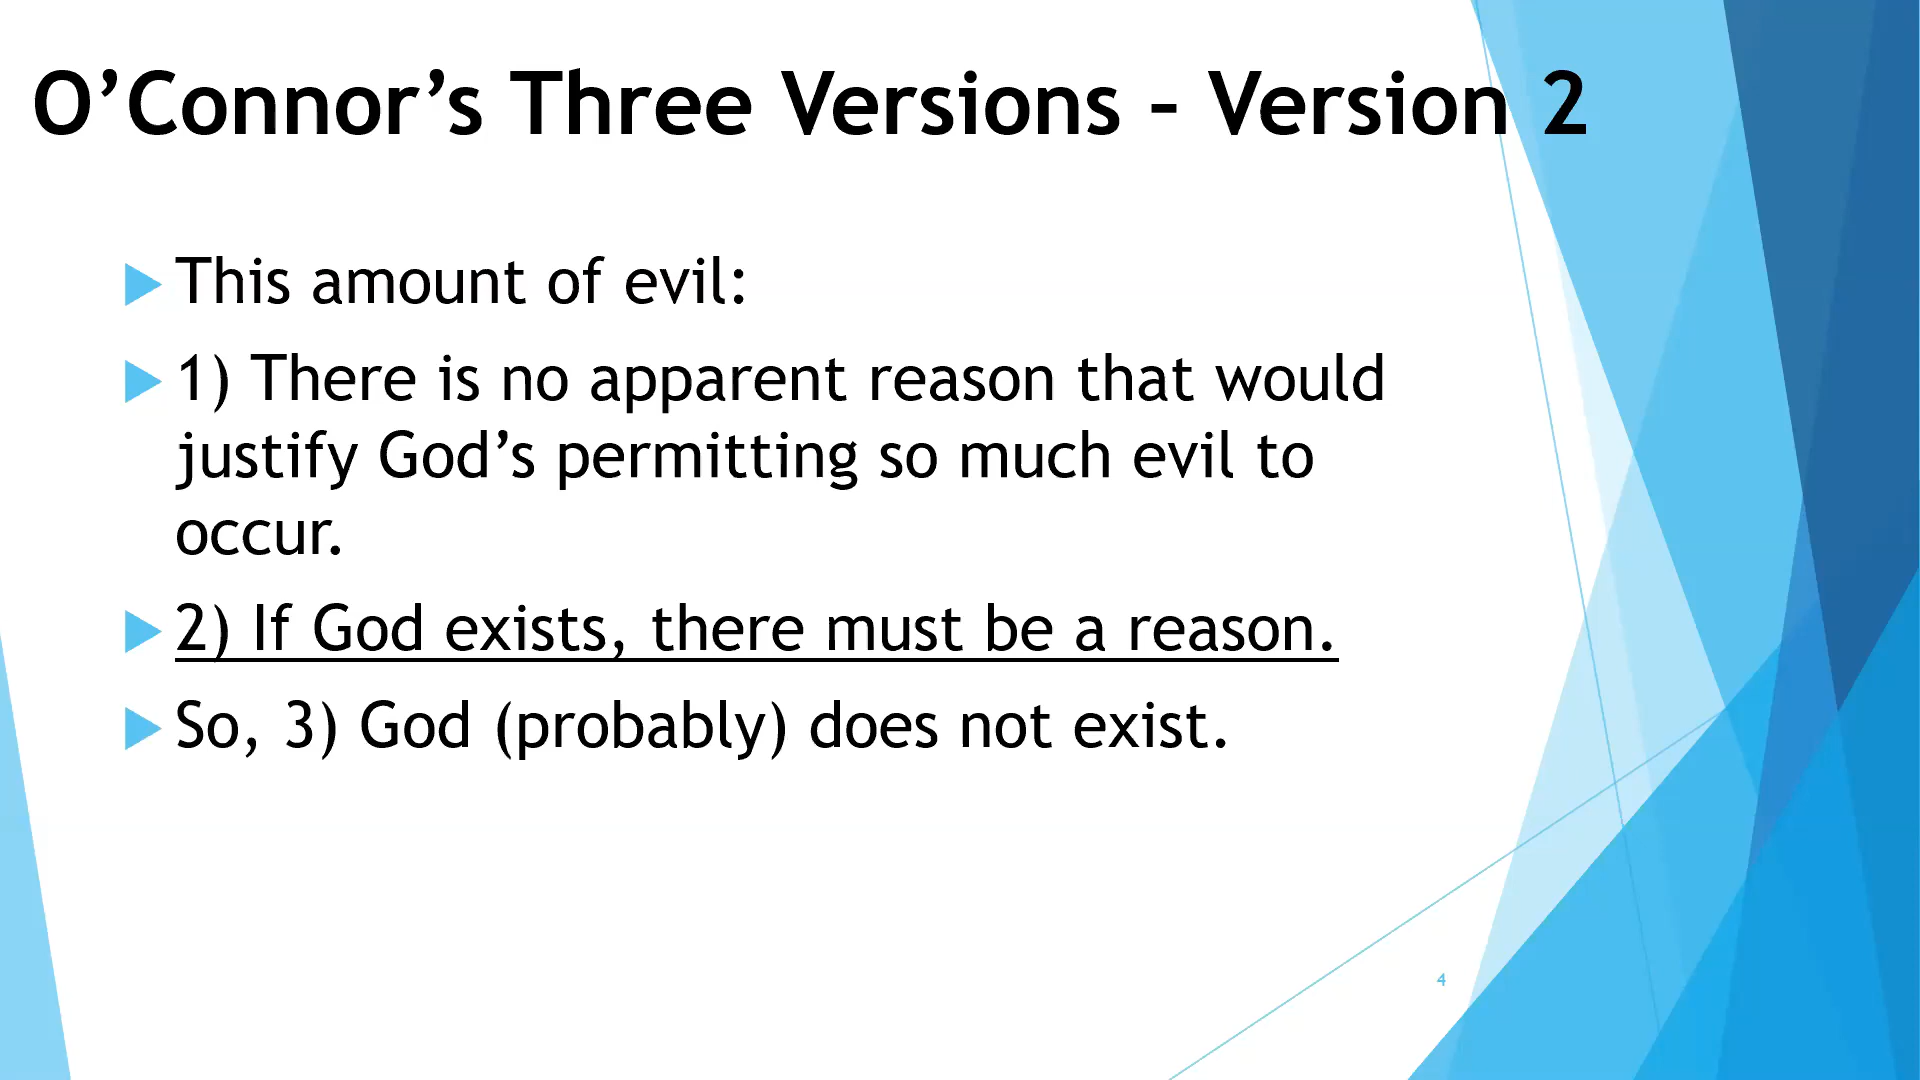 O’Connor’s Three Versions – Version 2
This amount of evil:
1) There is no apparent reason that would
justify God’s permitting so much evil to
occur.
2) If God exists, there must be a reason.
So, 3) God (probably) does not exist.
4